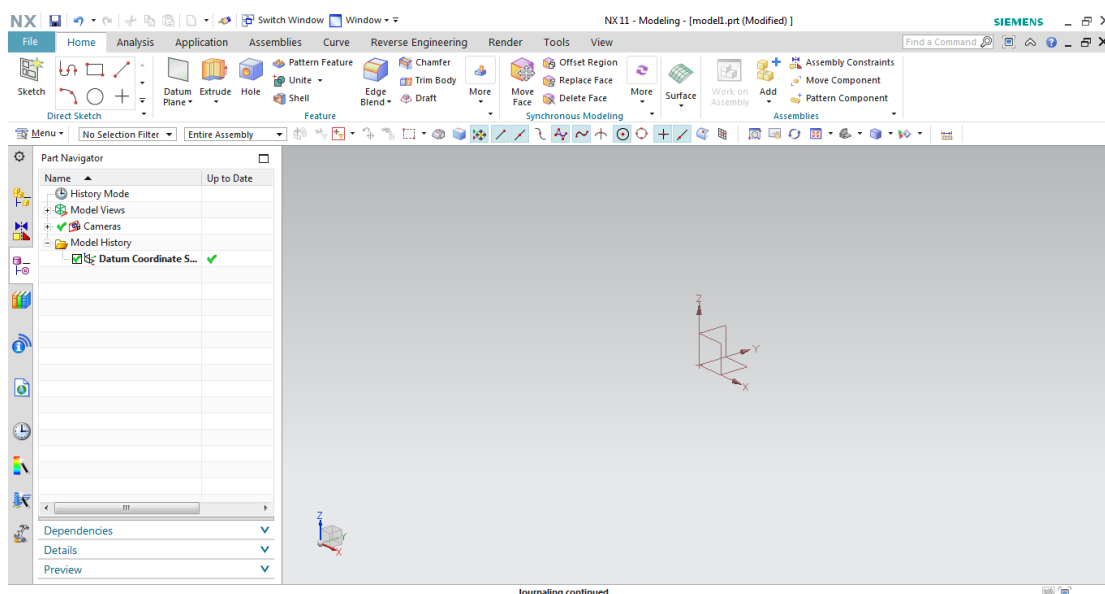 NX Switch Window Window NX 11 - Modeling - [model1.prt (Modified) ] SIEMENS
File Home Analysis Application Assemblies Curve Reverse Engineering Render Tools View Find a Command
Sketch
Direct Sketch
Datum Plane Extrude Hole
Pattern Feature
Unite
Shell
Edge Blend
Chamfer
Trim Body
Draft
More
Feature
Move Face
Offset Region
Replace Face
Delete Face
More
Synchronous Modeling
Surface
Work on Assembly
Add
Assembly Constraints
Move Component
Pattern Component
Assemblies
Menu No Selection Filter Entire Assembly
Part Navigator
Name Up to Date
History Mode
Model Views
Cameras
Model History
Datum Coordinate S...
Dependencies
Details
Preview
Z
Y
X
Z
Y
X
Journaling continued